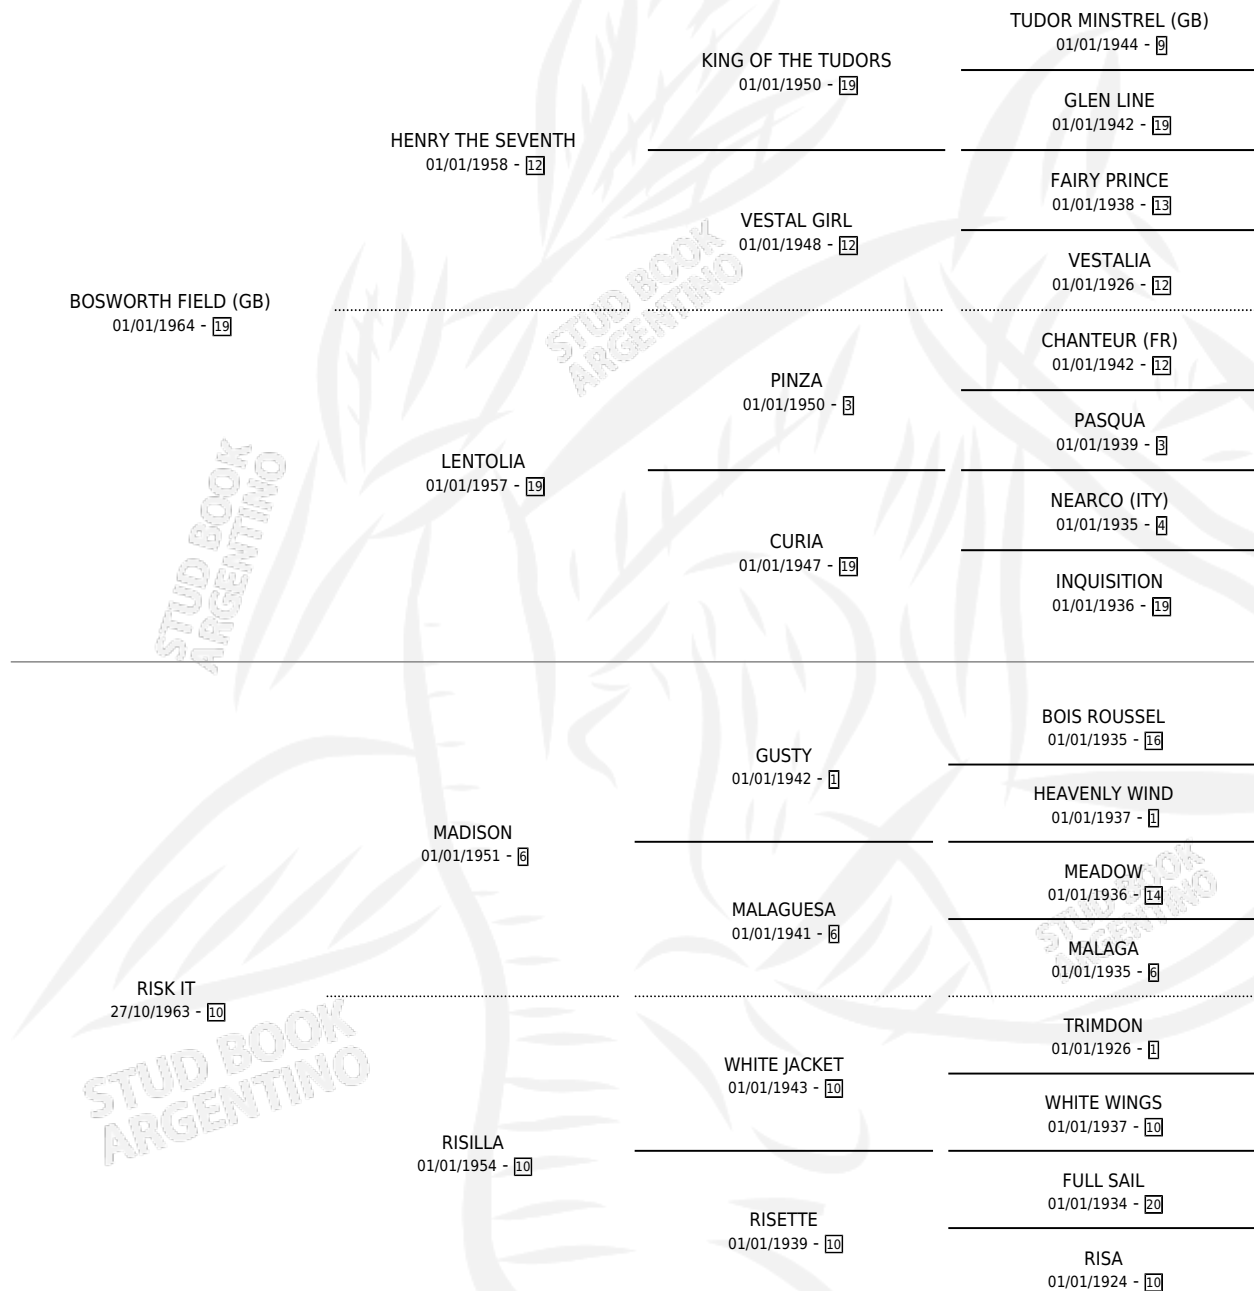 TUDOR MINSTREL (GB)
01/01/1944 - 9
KING OF THE TUDORS
01/01/1950 - 19
GLEN LINE
01/01/1942 - 19
HENRY THE SEVENTH
01/01/1958 - 12
FAIRY PRINCE
01/01/1938 - 13
VESTAL GIRL
01/01/1948 - 12
VESTALIA
01/01/1926 - 12
BOSWORTH FIELD (GB)
01/01/1964 - 19
CHANTEUR (FR)
01/01/1942 - 12
PINZA
01/01/1950 - 3
PASQUA
01/01/1939 - 3
LENTOLIA
01/01/1957 - 19
NEARCO (ITY)
01/01/1935 - 4
CURIA
01/01/1947 - 19
INQUISITION
01/01/1936 - 19
BOIS ROUSSEL
01/01/1935 - 16
GUSTY
01/01/1942 - 1
HEAVENLY WIND
01/01/1937 - 1
MADISON
01/01/1951 - 6
MEADOW
01/01/1936 - 14
MALAGUESA
01/01/1941 - 6
MALAGA
01/01/1935 - 6
RISK IT
27/10/1963 - 10
TRIMDON
01/01/1926 - 1
WHITE JACKET
01/01/1943 - 10
WHITE WINGS
01/01/1937 - 10
RISILLA
01/01/1954 - 10
FULL SAIL
01/01/1934 - 20
RISETTE
01/01/1939 - 10
RISA
01/01/1924 - 10
STUD BOOK
ARGENTINO
STUD BOOK
ARGENTINO
STUD BOOK
ARGENTINO
STUD BOOK
ARGENTINO